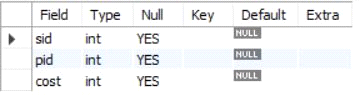 Field Type Null Key Default Extra
sid int YES NULL
pid int YES NULL
cost int YES NULL